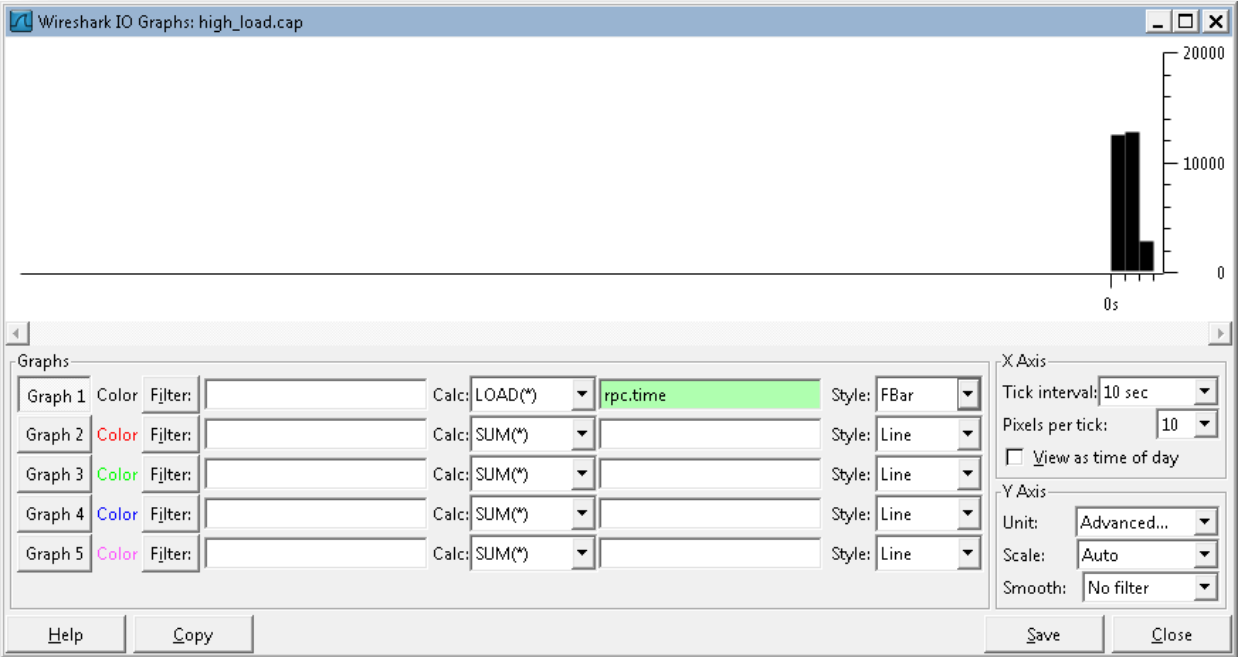 Wireshark IO Graphs: high_load.cap
20000
10000
0
0s
Graphs
Graph 1 Color Filter: Calc: LOAD(*) rpc.time Style: FBar
Graph 2 Color Filter: Calc: SUM(*) Style: Line
Graph 3 Color Filter: Calc: SUM(*) Style: Line
Graph 4 Color Filter: Calc: SUM(*) Style: Line
Graph 5 Color Filter: Calc: SUM(*) Style: Line
X Axis
Tick interval: 10 sec
Pixels per tick: 10
View as time of day
Y Axis
Unit: Advanced...
Scale: Auto
Smooth: No filter
Help Copy Save Close